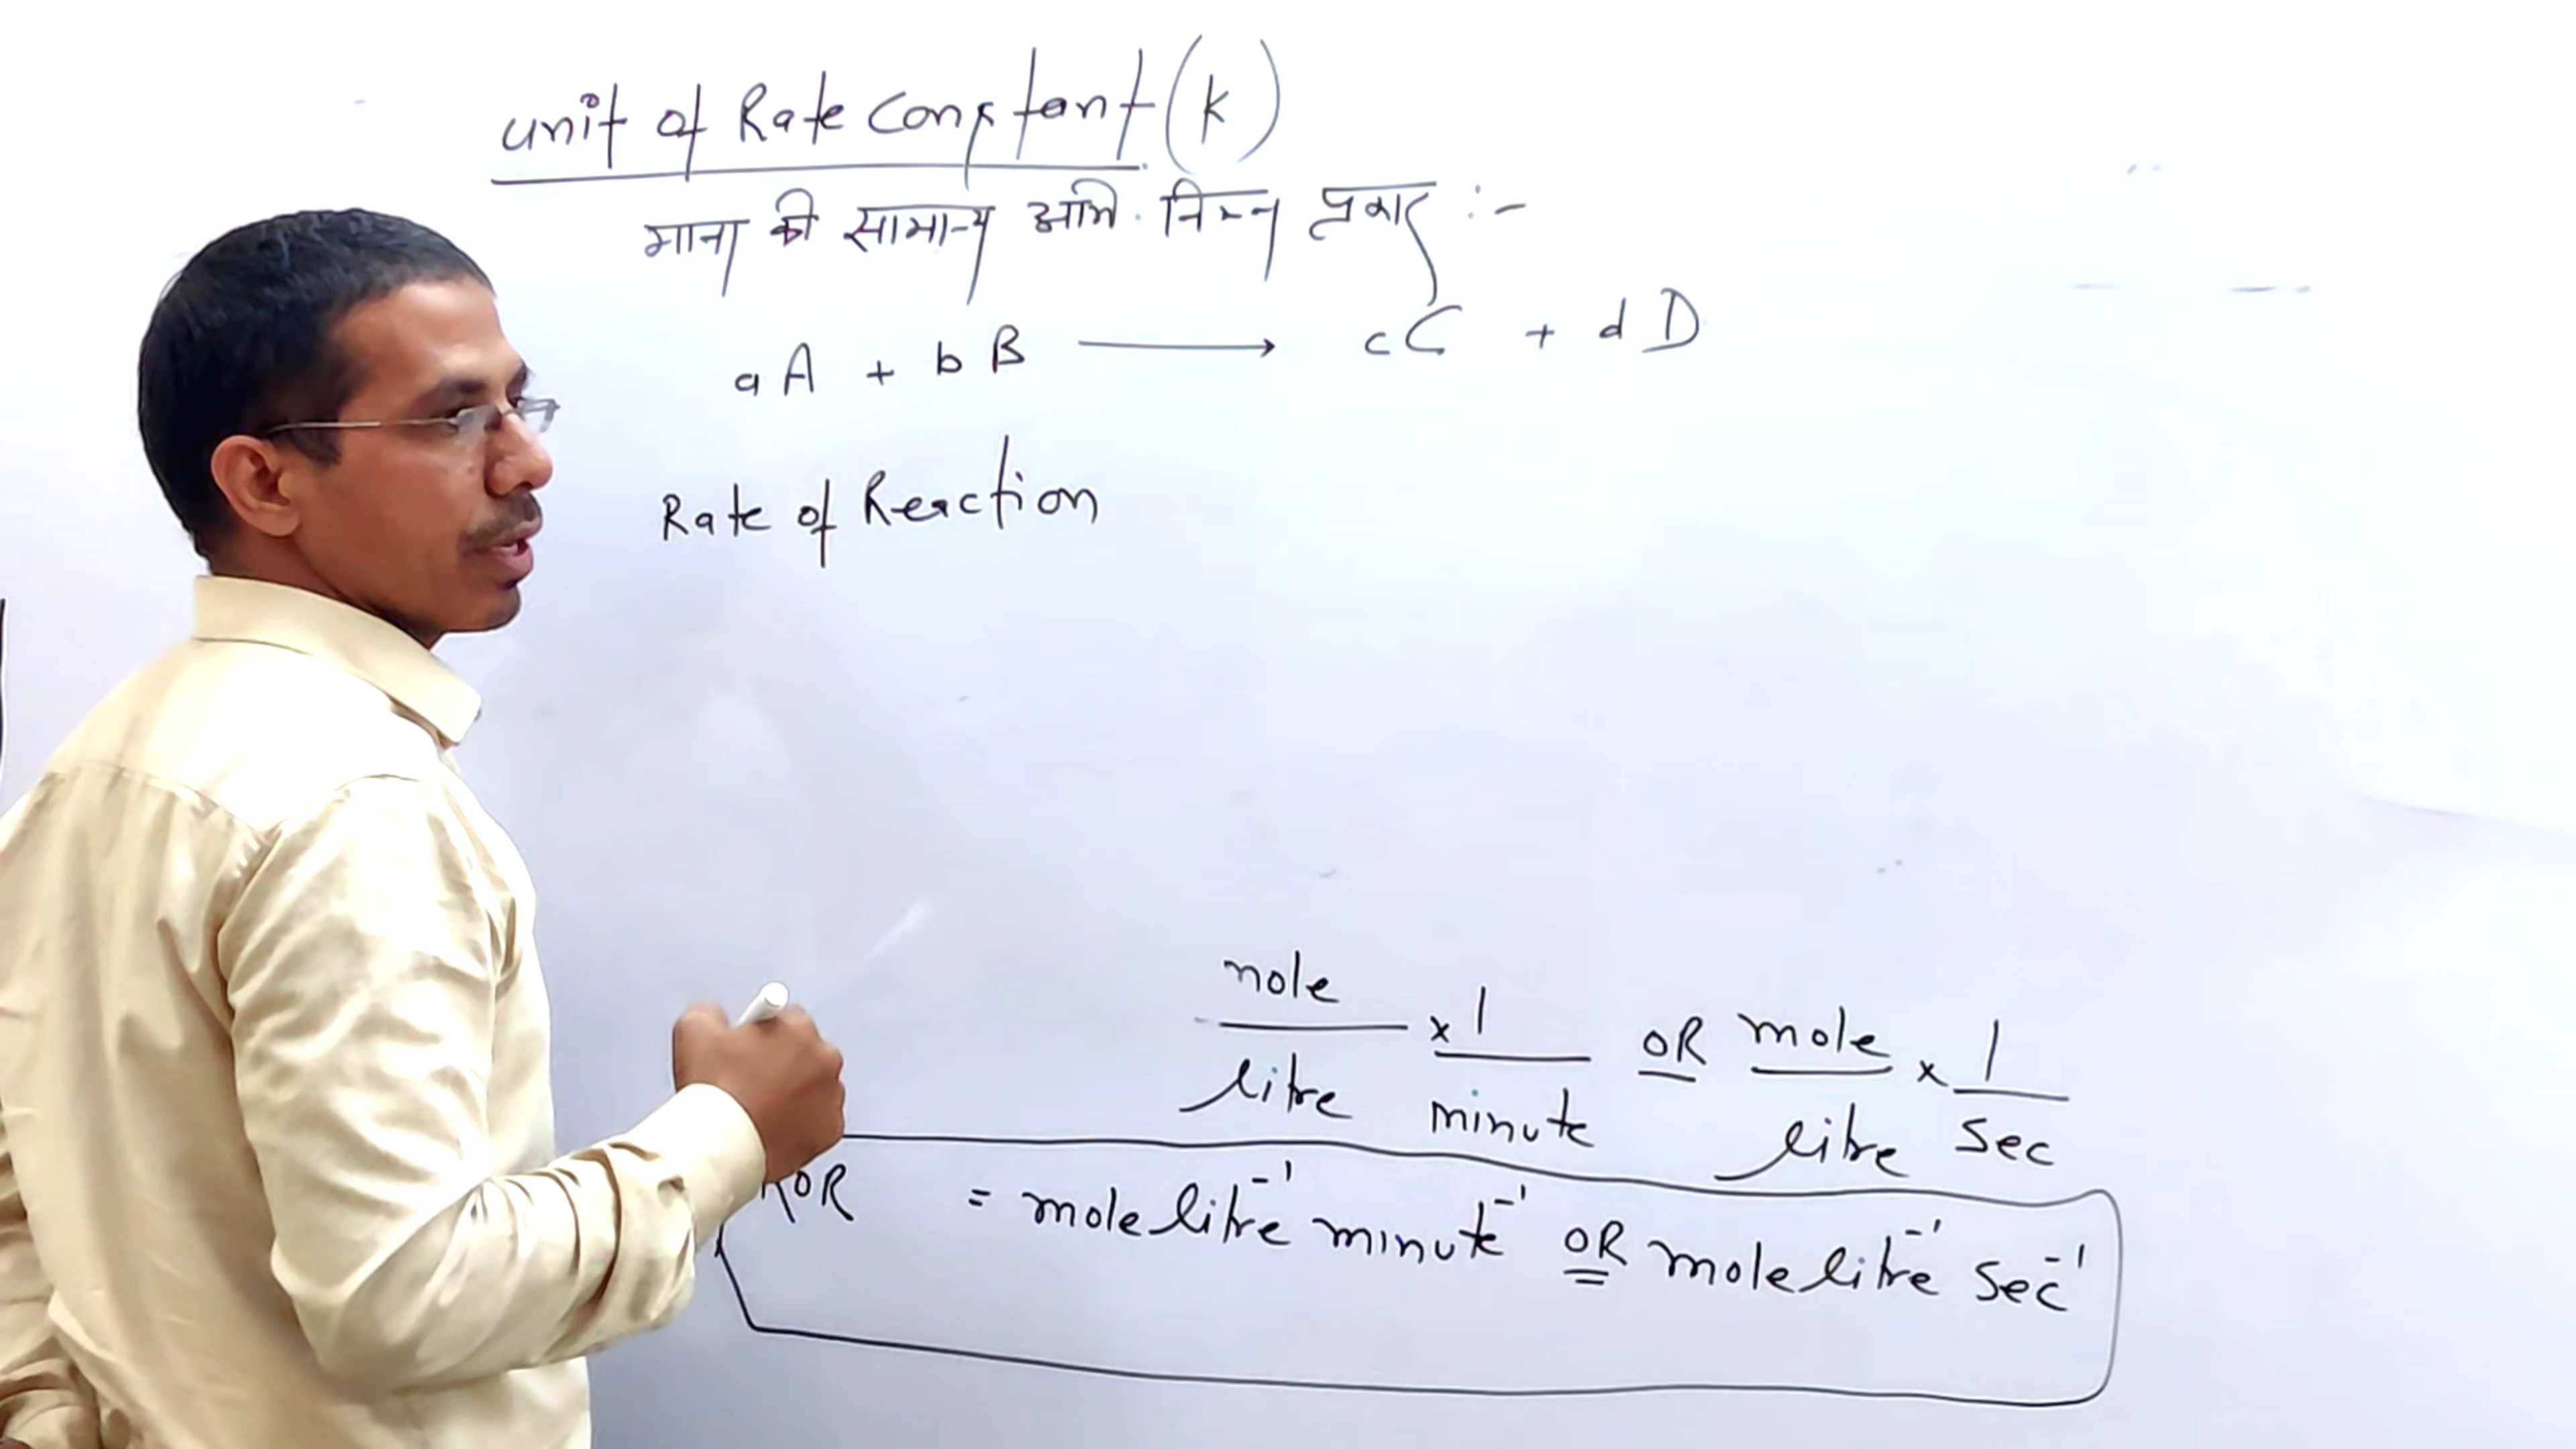 unit of Rate Constant (k)
माना की सामान्य अभि. निम्न प्रकार :-
aA + bB ⟶ cC + dD
Rate of Reaction
mole/litre × 1/minute OR mole/litre × 1/sec
ROR = mole litre⁻¹ minute⁻¹ OR mole litre⁻¹ sec⁻¹